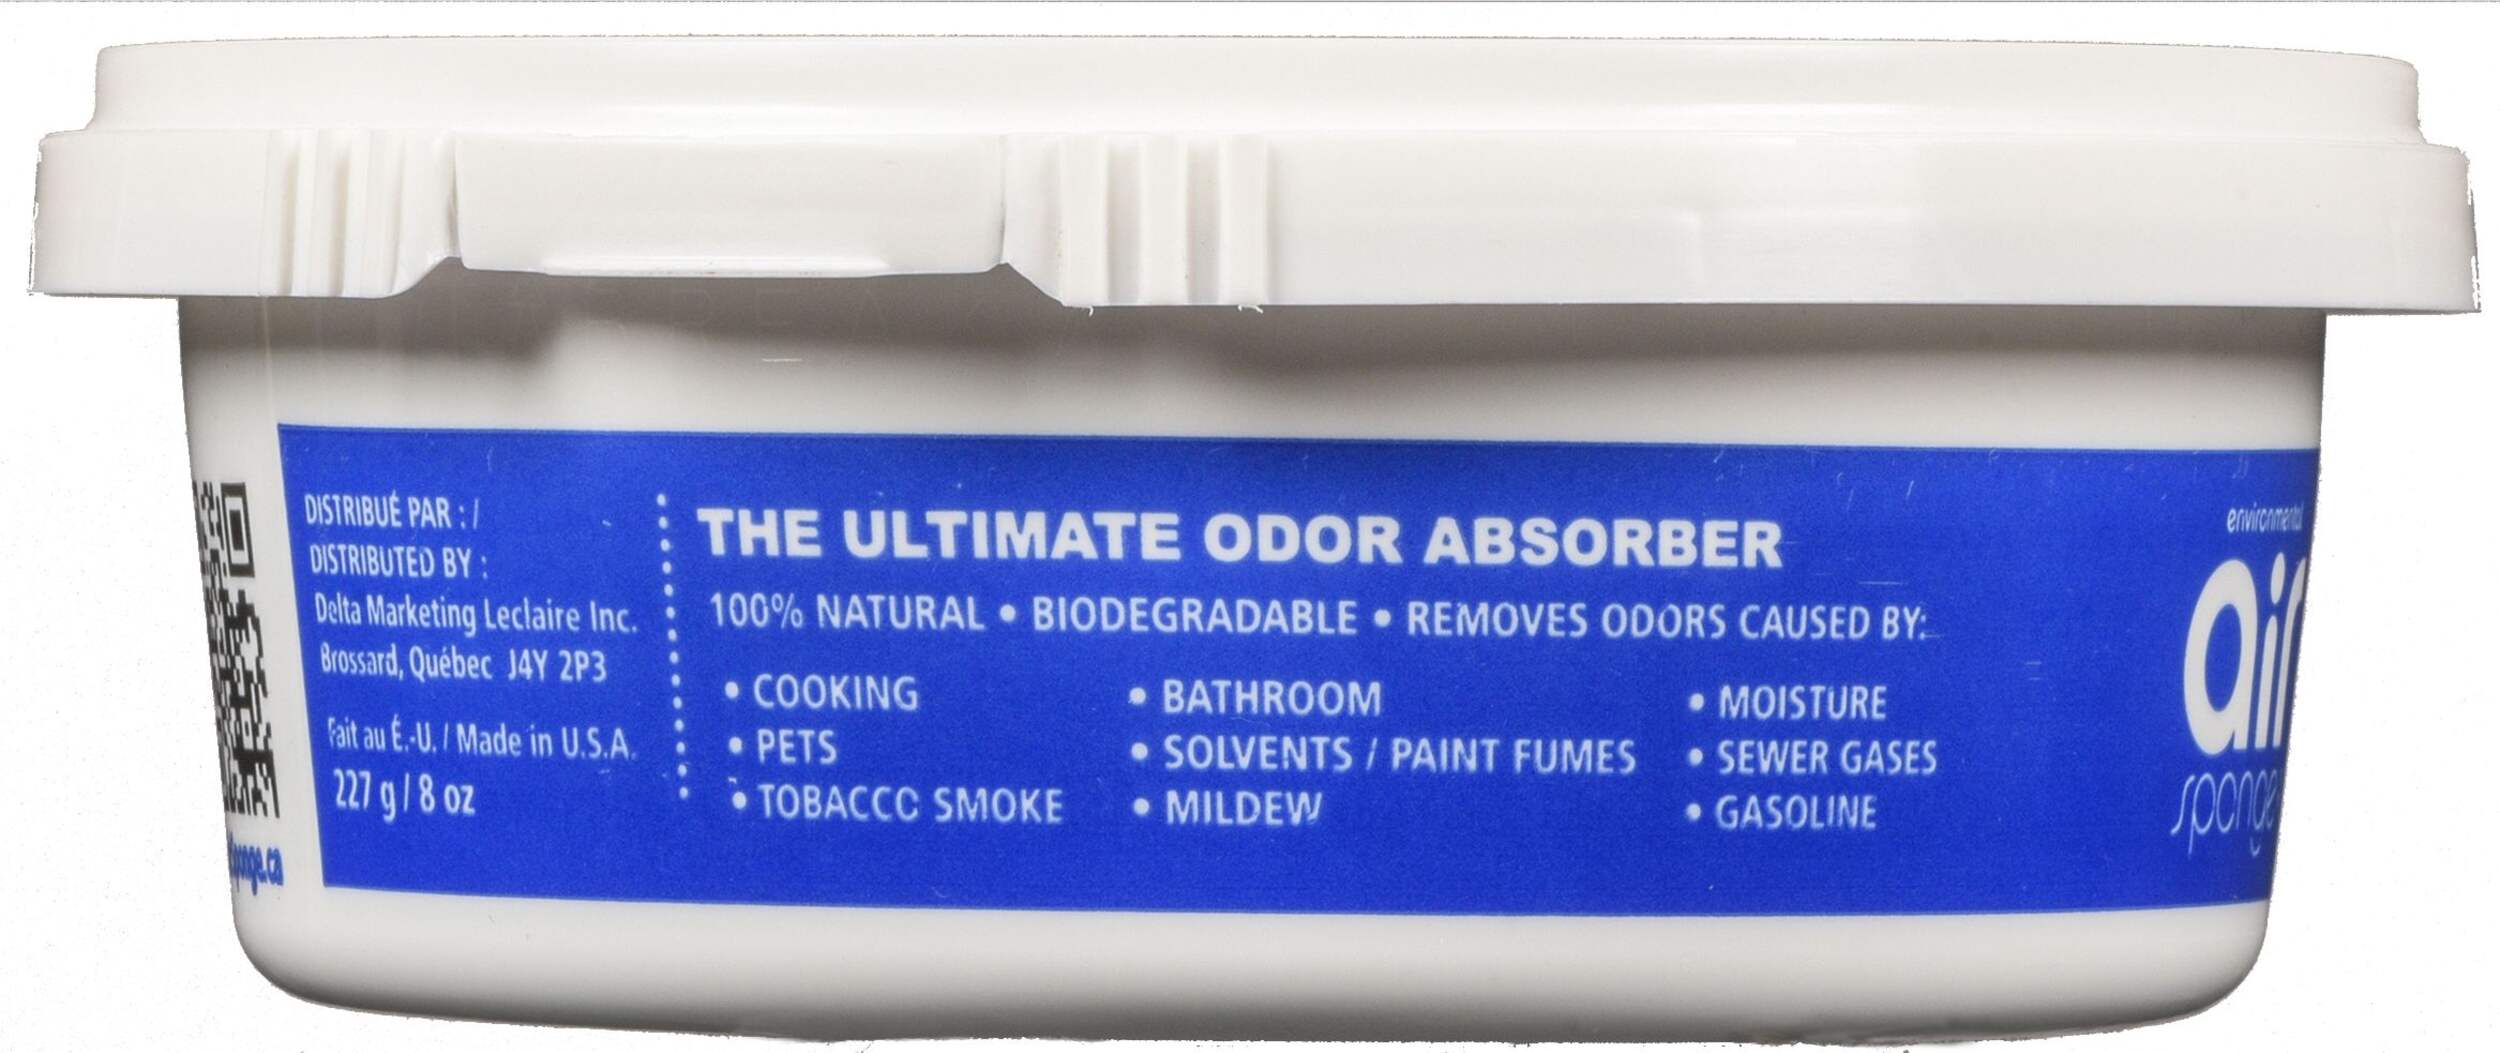 DISTRIBUÉ PAR : /
DISTRIBUTED BY :
Delta Marketing Leclaire Inc.
Brossard, Québec J4Y 2P3
Fait au É.-U. / Made in U.S.A.
227 g / 8 oz
THE ULTIMATE ODOR ABSORBER
100% NATURAL • BIODEGRADABLE • REMOVES ODORS CAUSED BY:
• COOKING
• PETS
• TOBACCO SMOKE
• BATHROOM
• SOLVENTS / PAINT FUMES
• MILDEW
• MOISTURE
• SEWER GASES
• GASOLINE
environmental
air
sponge